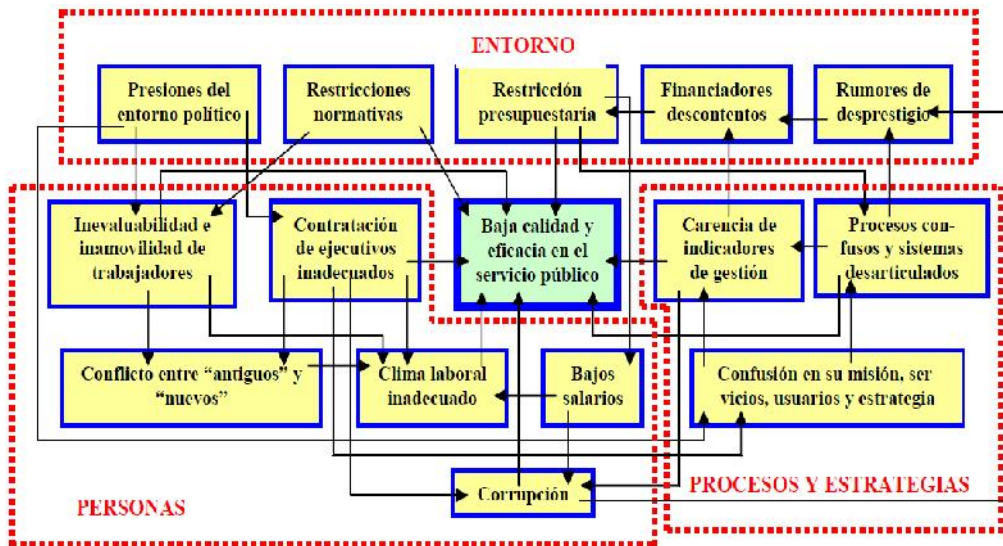 ENTORNO
Presiones del
entorno político
Restricciones
normativas
Restricción
presupuestaria
Financiadores
descontentos
Rumores de
desprestigio
Inevaluabilidad e
inamovilidad de
trabajadores
Contratación
de ejecutivos
inadecuados
Baja calidad y
eficacia en el
servicio público
Carencia de
indicadores
de gestión
Procesos con-
fusos y sistemas
desarticulados
Conflicto entre “antiguos” y
“nuevos”
Clima laboral
inadecuado
Bajos
salarios
Confusión en su misión, ser
vicios, usuarios y estrategia
Corrupción
PERSONAS
PROCESOS Y ESTRATEGIAS